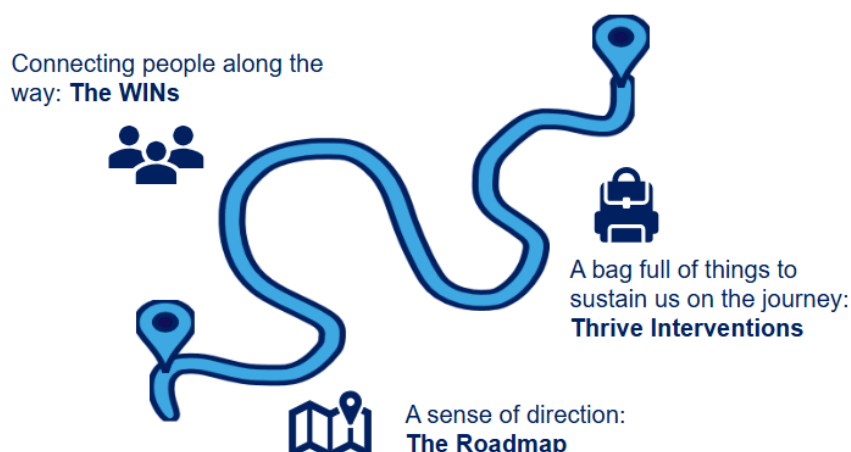 Connecting people along the
way: The WINs
A bag full of things to
sustain us on the journey:
Thrive Interventions
A sense of direction:
The Roadmap